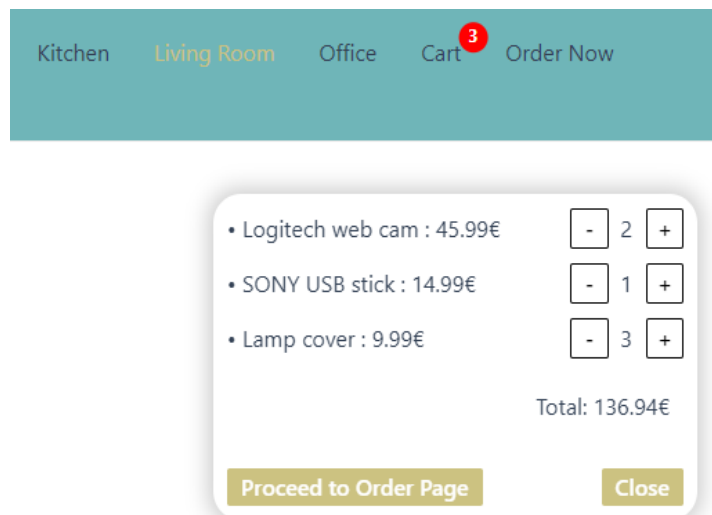 Kitchen Living Room Office Cart 3 Order Now
• Logitech web cam : 45.99€ - 2 +
• SONY USB stick : 14.99€ - 1 +
• Lamp cover : 9.99€ - 3 +
Total: 136.94€
Proceed to Order Page Close